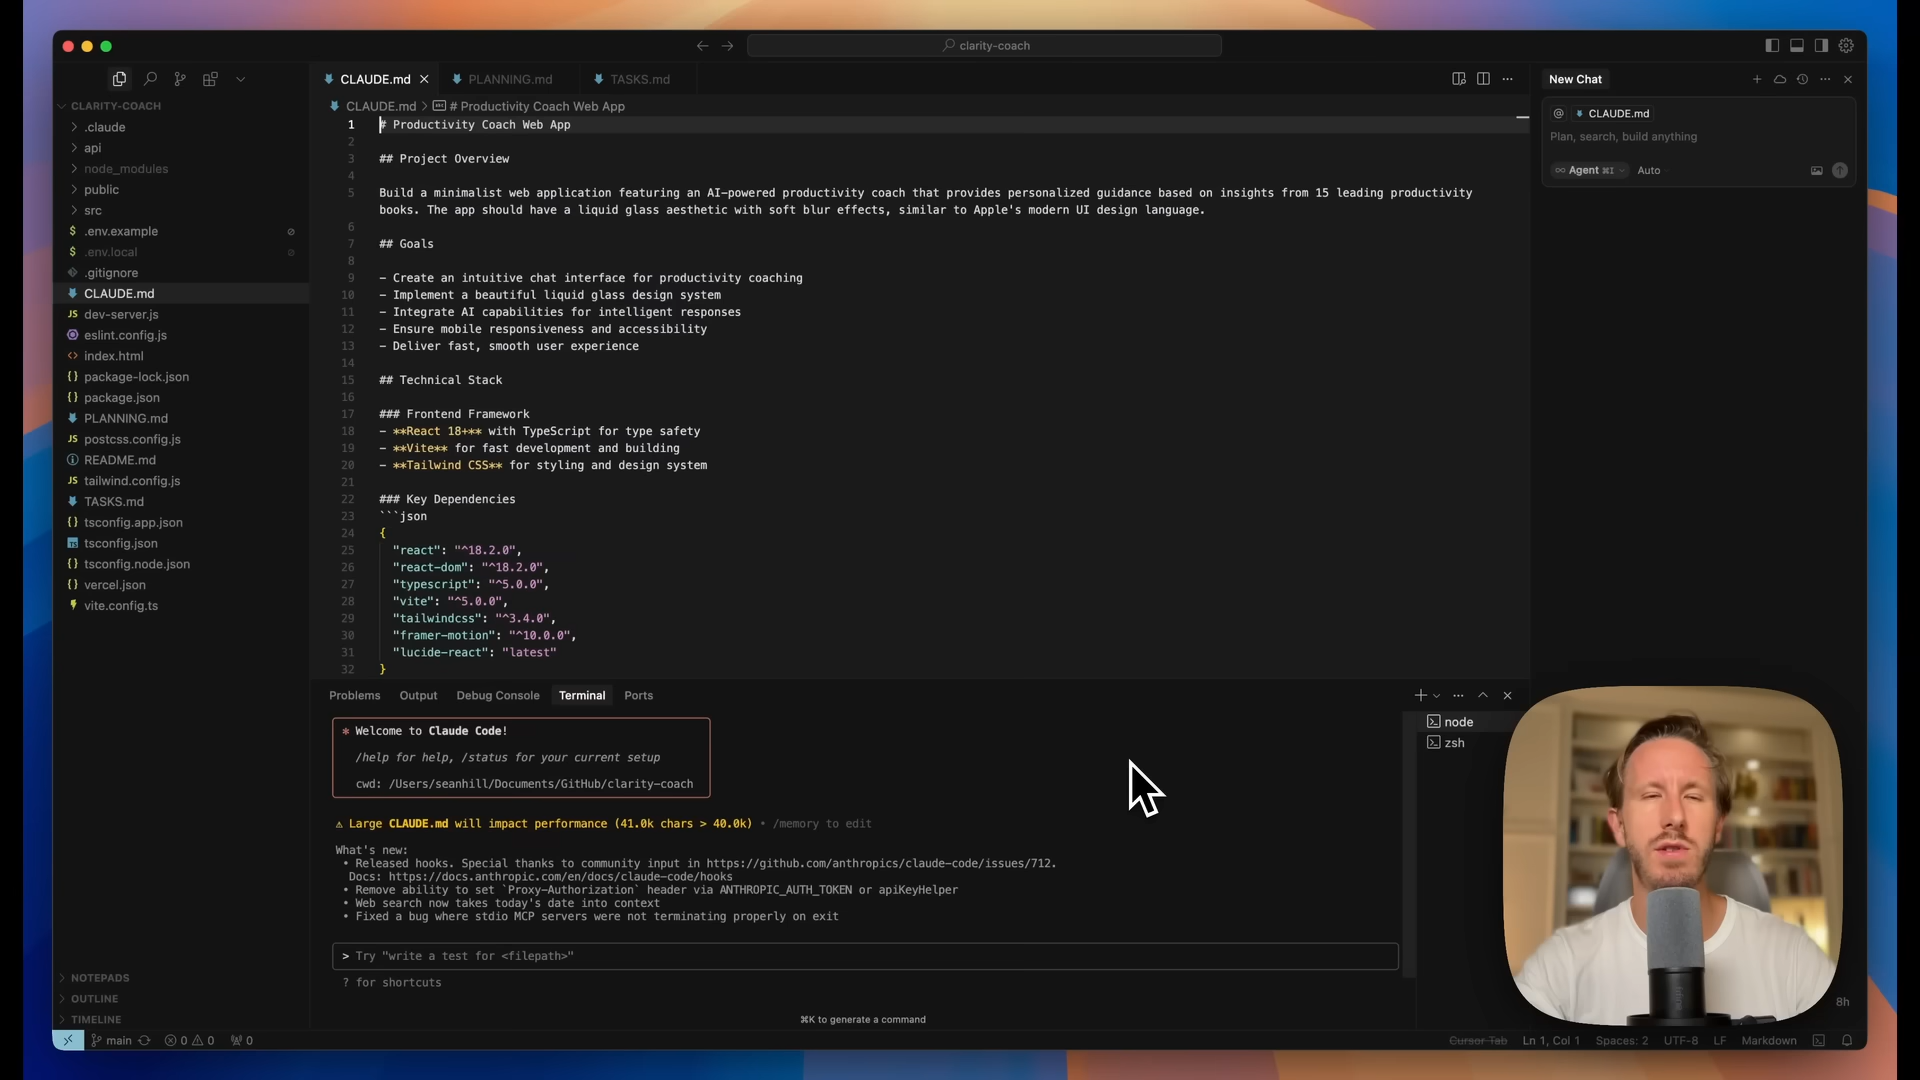 clarity-coach
CLARITY-COACH
.claude
api
node_modules
public
src
.env.example
.env.local
.gitignore
CLAUDE.md
dev-server.js
eslint.config.js
index.html
package-lock.json
package.json
PLANNING.md
postcss.config.js
README.md
tailwind.config.js
TASKS.md
tsconfig.app.json
tsconfig.json
tsconfig.node.json
vercel.json
vite.config.ts
NOTEPADS
OUTLINE
TIMELINE
CLAUDE.md PLANNING.md TASKS.md
CLAUDE.md > # Productivity Coach Web App
1 # Productivity Coach Web App
2
3 ## Project Overview
4
5 Build a minimalist web application featuring an AI-powered productivity coach that provides personalized guidance based on insights from 15 leading productivity
books. The app should have a liquid glass aesthetic with soft blur effects, similar to Apple's modern UI design language.
6
7 ## Goals
8
9 - Create an intuitive chat interface for productivity coaching
10 - Implement a beautiful liquid glass design system
11 - Integrate AI capabilities for intelligent responses
12 - Ensure mobile responsiveness and accessibility
13 - Deliver fast, smooth user experience
14
15 ## Technical Stack
16
17 ### Frontend Framework
18 - **React 18+** with TypeScript for type safety
19 - **Vite** for fast development and building
20 - **Tailwind CSS** for styling and design system
21
22 ### Key Dependencies
23 ```json
24 {
25 "react": "^18.2.0",
26 "react-dom": "^18.2.0",
27 "typescript": "^5.0.0",
28 "vite": "^5.0.0",
29 "tailwindcss": "^3.4.0",
30 "framer-motion": "^10.0.0",
31 "lucide-react": "latest"
32 }
Problems Output Debug Console Terminal Ports
Welcome to Claude Code!
/help for help, /status for your current setup
cwd: /Users/seanhill/Documents/GitHub/clarity-coach
⚠ Large CLAUDE.md will impact performance (41.0k chars > 40.0k) • /memory to edit
What's new:
• Released hooks. Special thanks to community input in https://github.com/anthropics/claude-code/issues/712.
Docs: https://docs.anthropic.com/en/docs/claude-code/hooks
• Remove ability to set `Proxy-Authorization` header via ANTHROPIC_AUTH_TOKEN or apiKeyHelper
• Web search now takes today's date into context
• Fixed a bug where stdio MCP servers were not terminating properly on exit
> Try "write a test for <filepath>"
? for shortcuts
⌘K to generate a command
node
zsh
New Chat
@ CLAUDE.md
Plan, search, build anything
∞ Agent ⌘I Auto
8h
main 0 0 0
Cursor Tab Ln 1, Col 1 Spaces: 2 UTF-8 LF Markdown